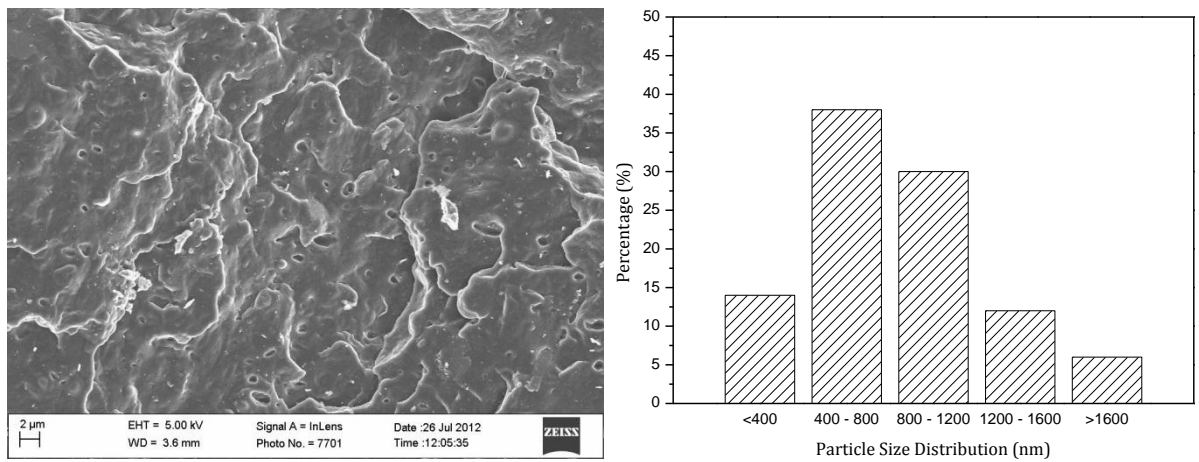 2 μm
EHT = 5.00 kV
WD = 3.6 mm
Signal A = InLens
Photo No. = 7701
Date :26 Jul 2012
Time :12:05:35
ZEISS
50
45
40
35
30
25
20
15
10
5
0
Percentage (%)
<400
400 - 800
800 - 1200
1200 - 1600
>1600
Particle Size Distribution (nm)